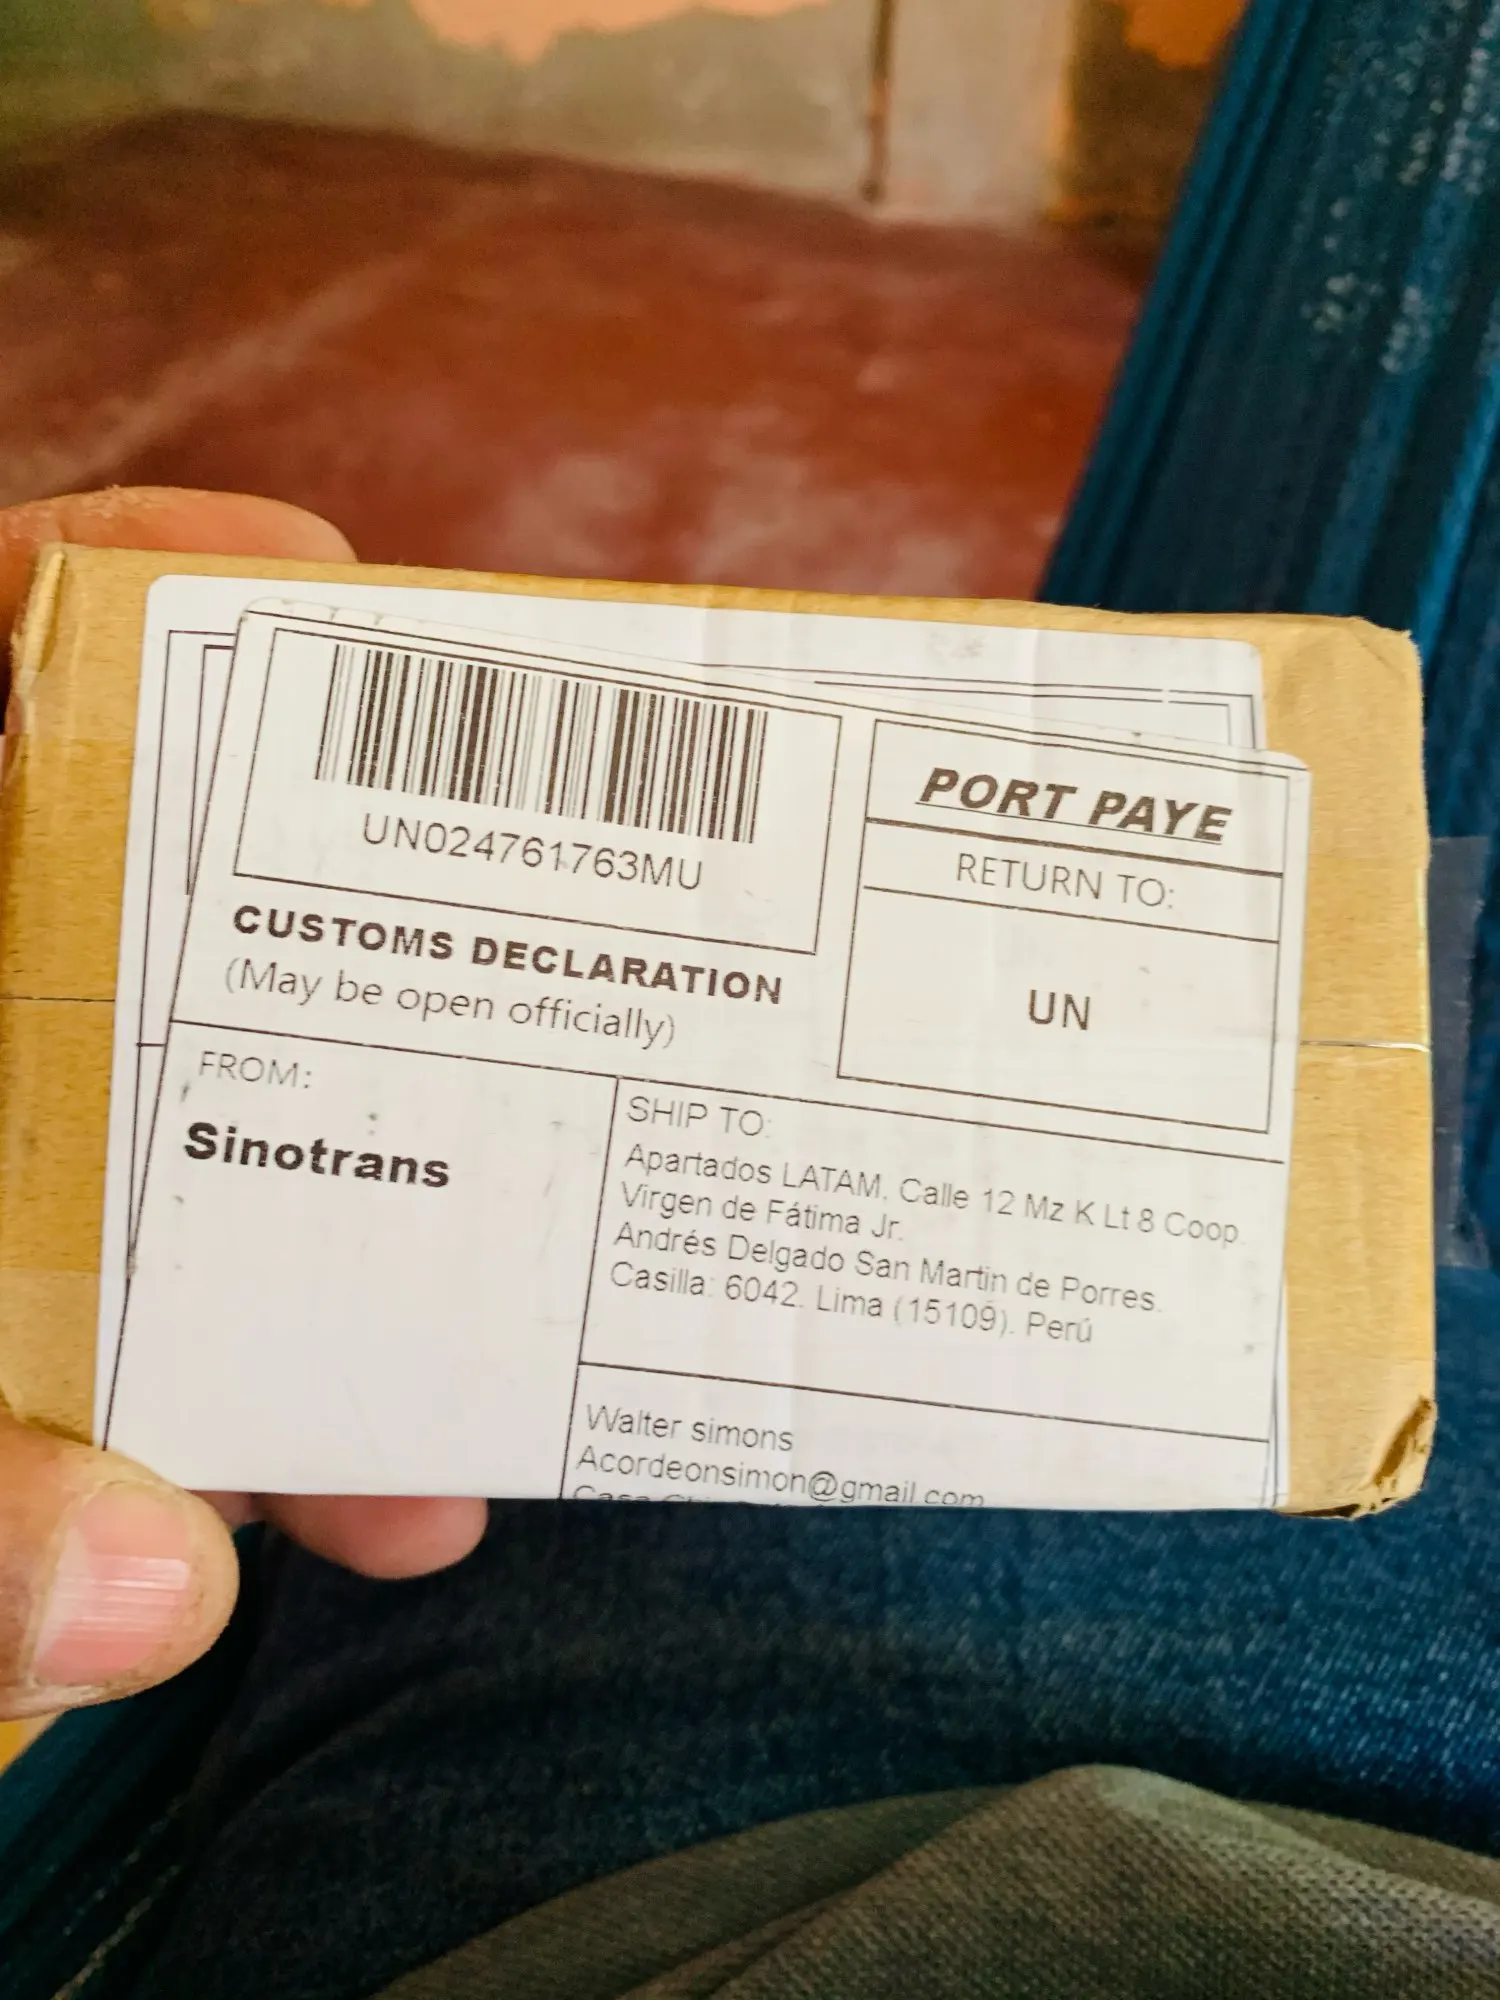 UN024761763MU
CUSTOMS DECLARATION
(May be open officially)
PORT PAYE
RETURN TO:
UN
FROM:
Sinotrans
SHIP TO:
Apartados LATAM. Calle 12 Mz K Lt 8 Coop.
Virgen de Fátima Jr.
Andrés Delgado San Martin de Porres.
Casilla: 6042. Lima (15109). Perú
Walter simons
Acordeonsimon@gmail.com
Casa